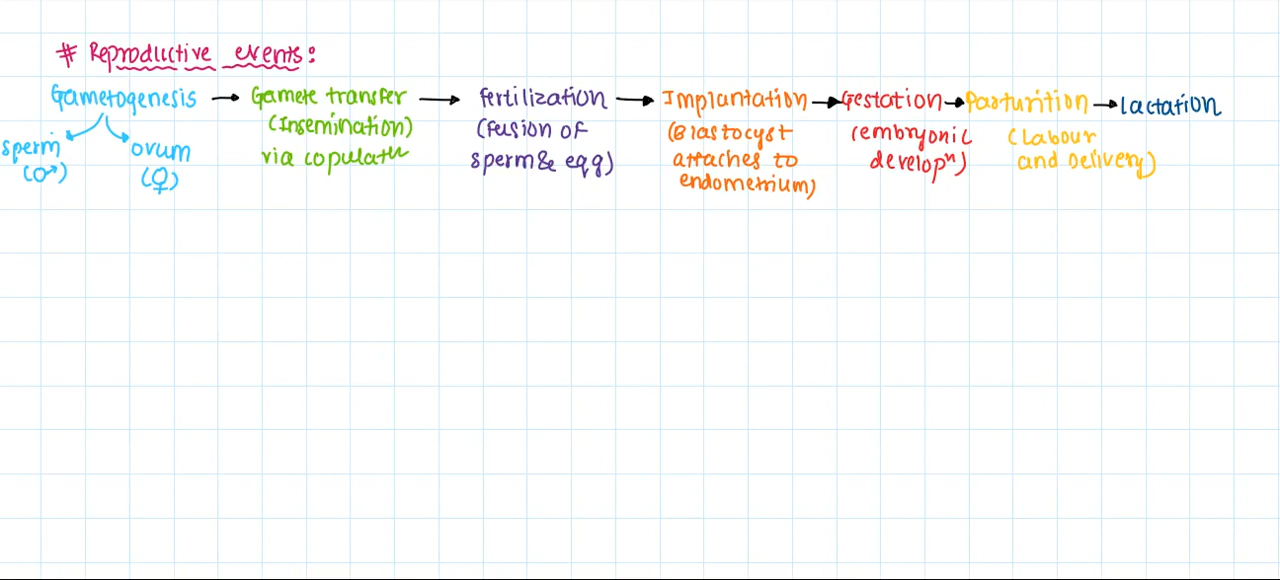 # Reproductive events:
Gametogenesis → Gamete transfer → fertilization → Implantation → Gestation → Parturition → lactation
sperm (♂) ovum (♀)
(Insemination) via
(fusion of sperm & egg)
(Blastocyst attaches to endometrium)
(embryonic developⁿ)
(labour and Delivery)